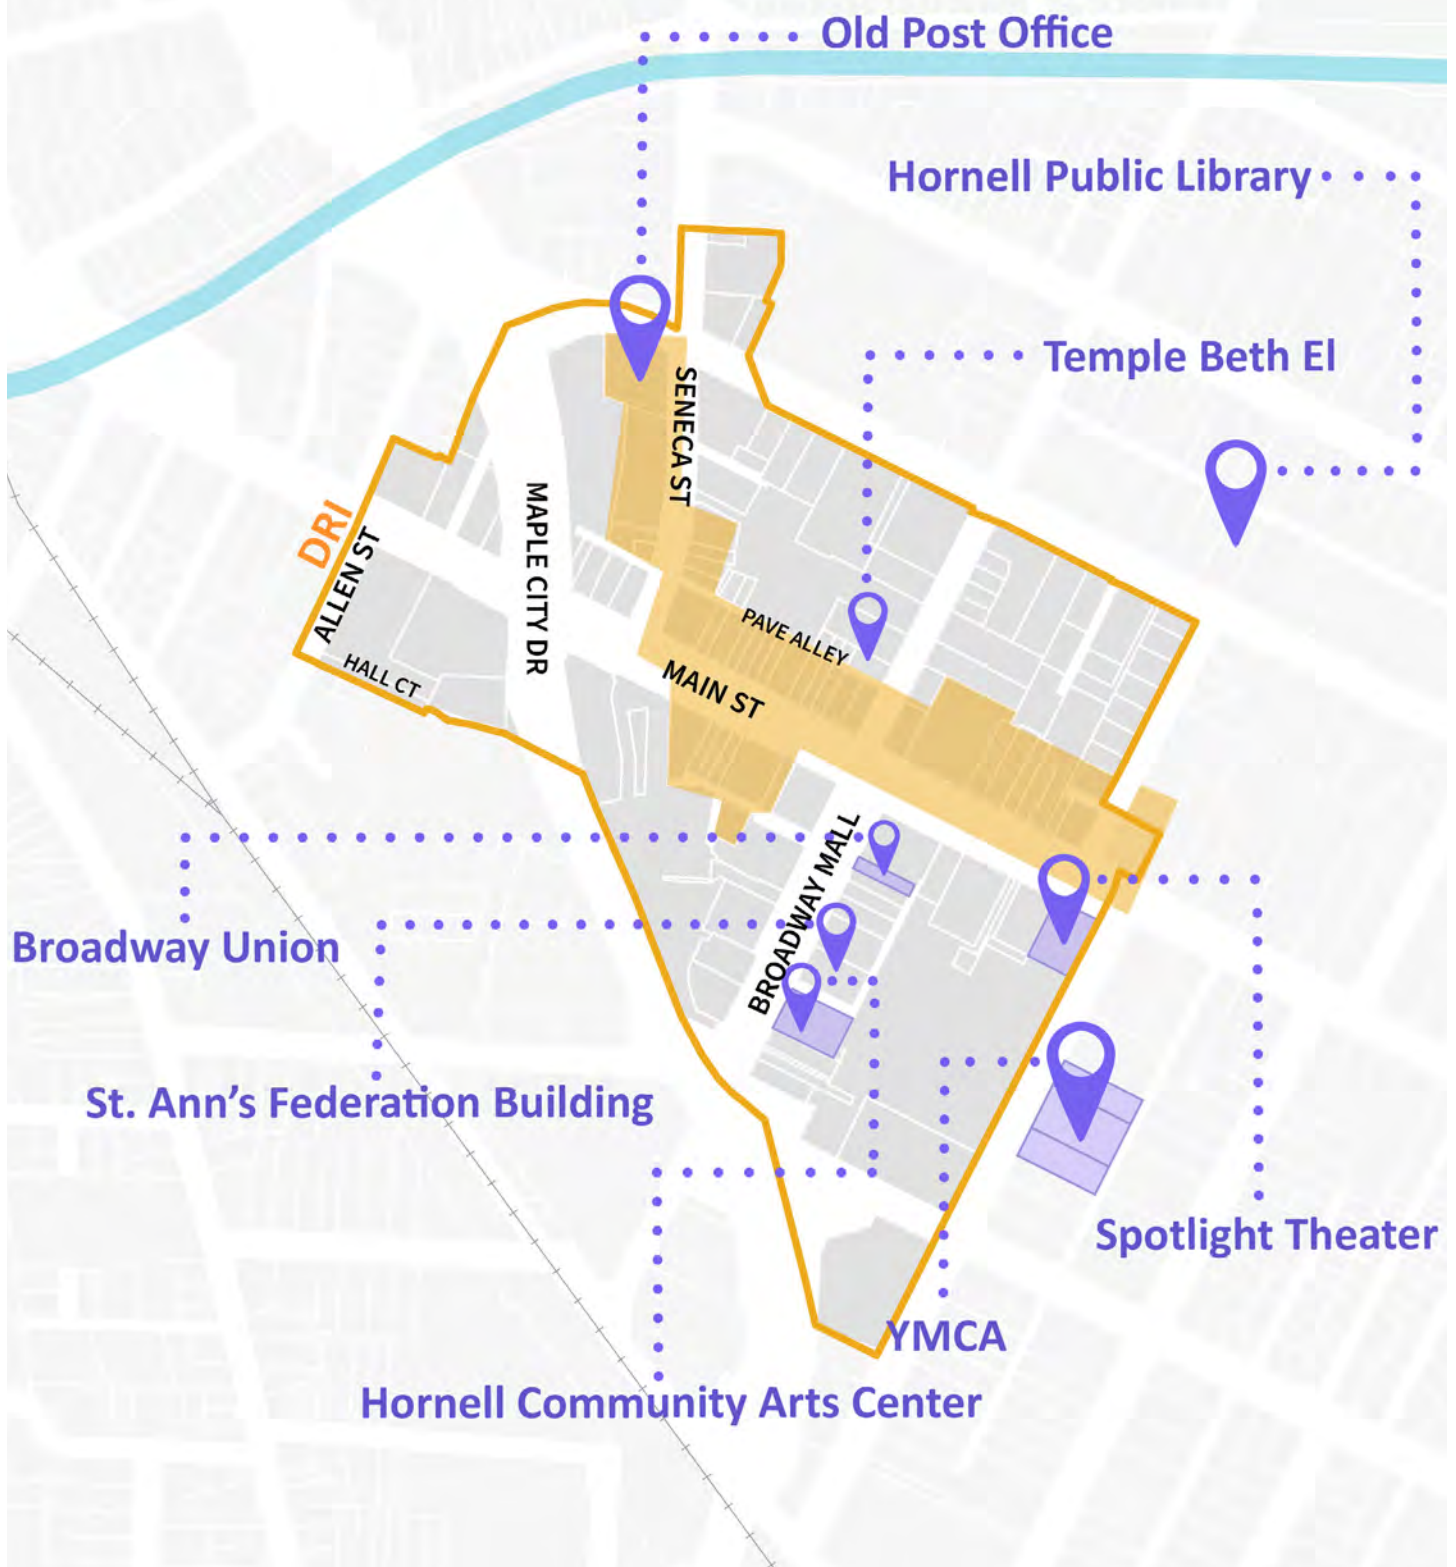 Old Post Office
Hornell Public Library
Temple Beth El
SENECA ST
MAPLE CITY DR
DRI
ALLEN ST
HALL CT
PAVE ALLEY
MAIN ST
BROADWAY MALL
Broadway Union
St. Ann's Federation Building
Spotlight Theater
YMCA
Hornell Community Arts Center